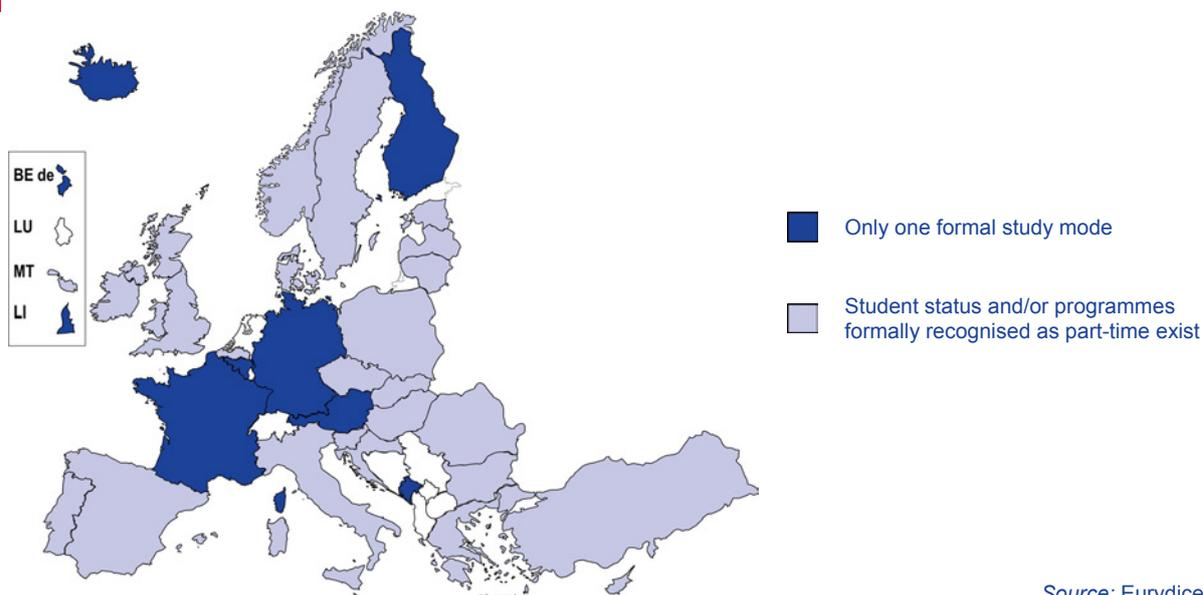 BE de
LU
MT
LI
Only one formal study mode
Student status and/or programmes
formally recognised as part-time exist
Source: Eurydice